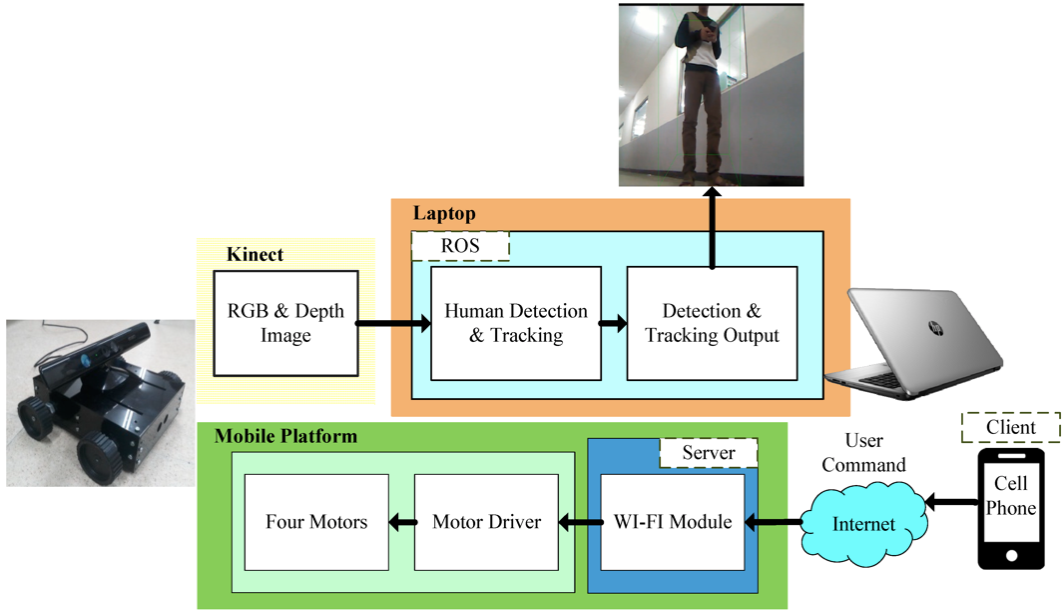 Laptop
ROS
Kinect
RGB & Depth
Image
Human Detection
& Tracking
Detection &
Tracking Output
hp
Mobile Platform
Server
Four Motors
Motor Driver
WI-FI Module
User
Command
Internet
Client
Cell
Phone